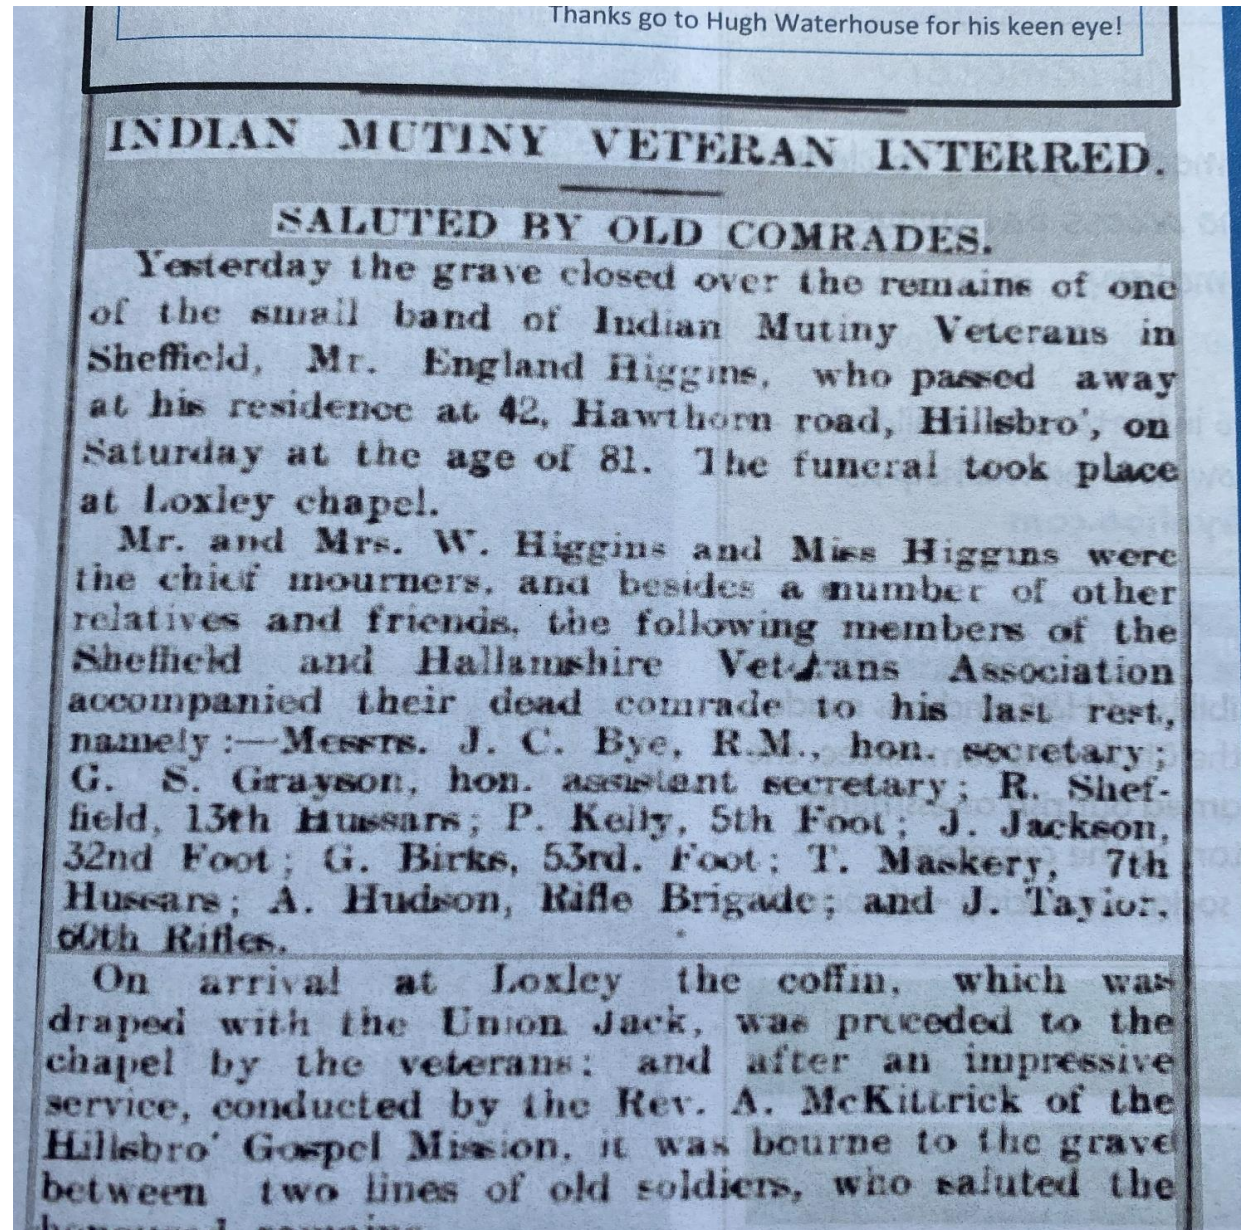 Thanks go to Hugh Waterhouse for his keen eye!
INDIAN MUTINY VETERAN INTERRED.
SALUTED BY OLD COMRADES.
Yesterday the grave closed over the remains of one
of the small band of Indian Mutiny Veterans in
Sheffield, Mr. England Higgins, who passed away
at his residence at 42, Hawthorn road, Hillsbro', on
Saturday at the age of 81. The funeral took place
at Loxley chapel.
Mr. and Mrs. W. Higgins and Miss Higgins were
the chief mourners, and besides a number of other
relatives and friends, the following members of the
Sheffield and Hallamshire Veterans Association
accompanied their dead comrade to his last rest,
namely :—Messrs. J. C. Bye, R.M., hon. secretary;
G. S. Grayson, hon. assistant secretary; R. Shef-
field, 13th Hussars; P. Kelly, 5th Foot; J. Jackson,
32nd Foot; G. Birks, 53rd. Foot; T. Maskery, 7th
Hussars; A. Hudson, Rifle Brigade; and J. Taylor,
60th Rifles.
On arrival at Loxley the coffin, which was
draped with the Union Jack, was preceded to the
chapel by the veterans; and after an impressive
service, conducted by the Rev. A. McKittrick of the
Hillsbro' Gospel Mission, it was bourne to the grave
between two lines of old soldiers, who saluted the